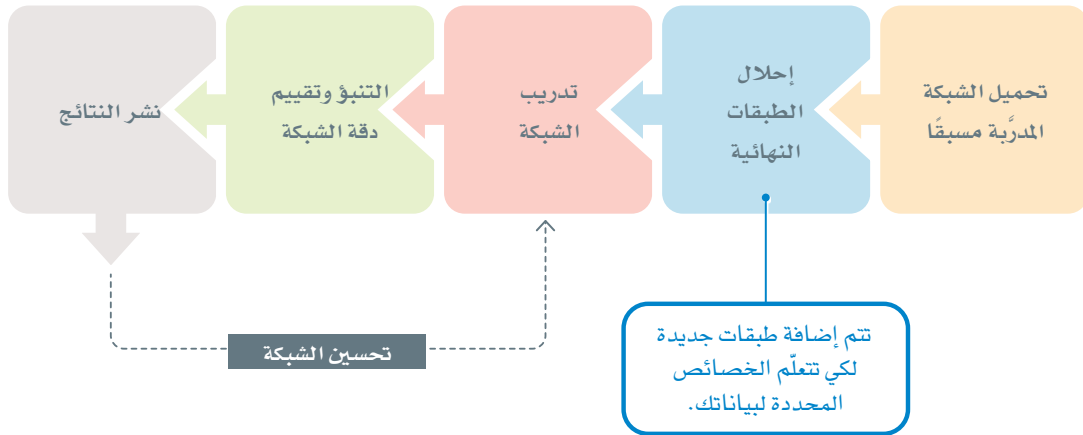 تحميل الشبكة
المدرَّبة مسبقًا
إحلال
الطبقات
النهائية
تدريب
الشبكة
التنبؤ وتقييم
دقة الشبكة
نشر النتائج
تحسين الشبكة
تتم إضافة طبقات جديدة
لكي تتعلّم الخصائص
المحددة لبياناتك.